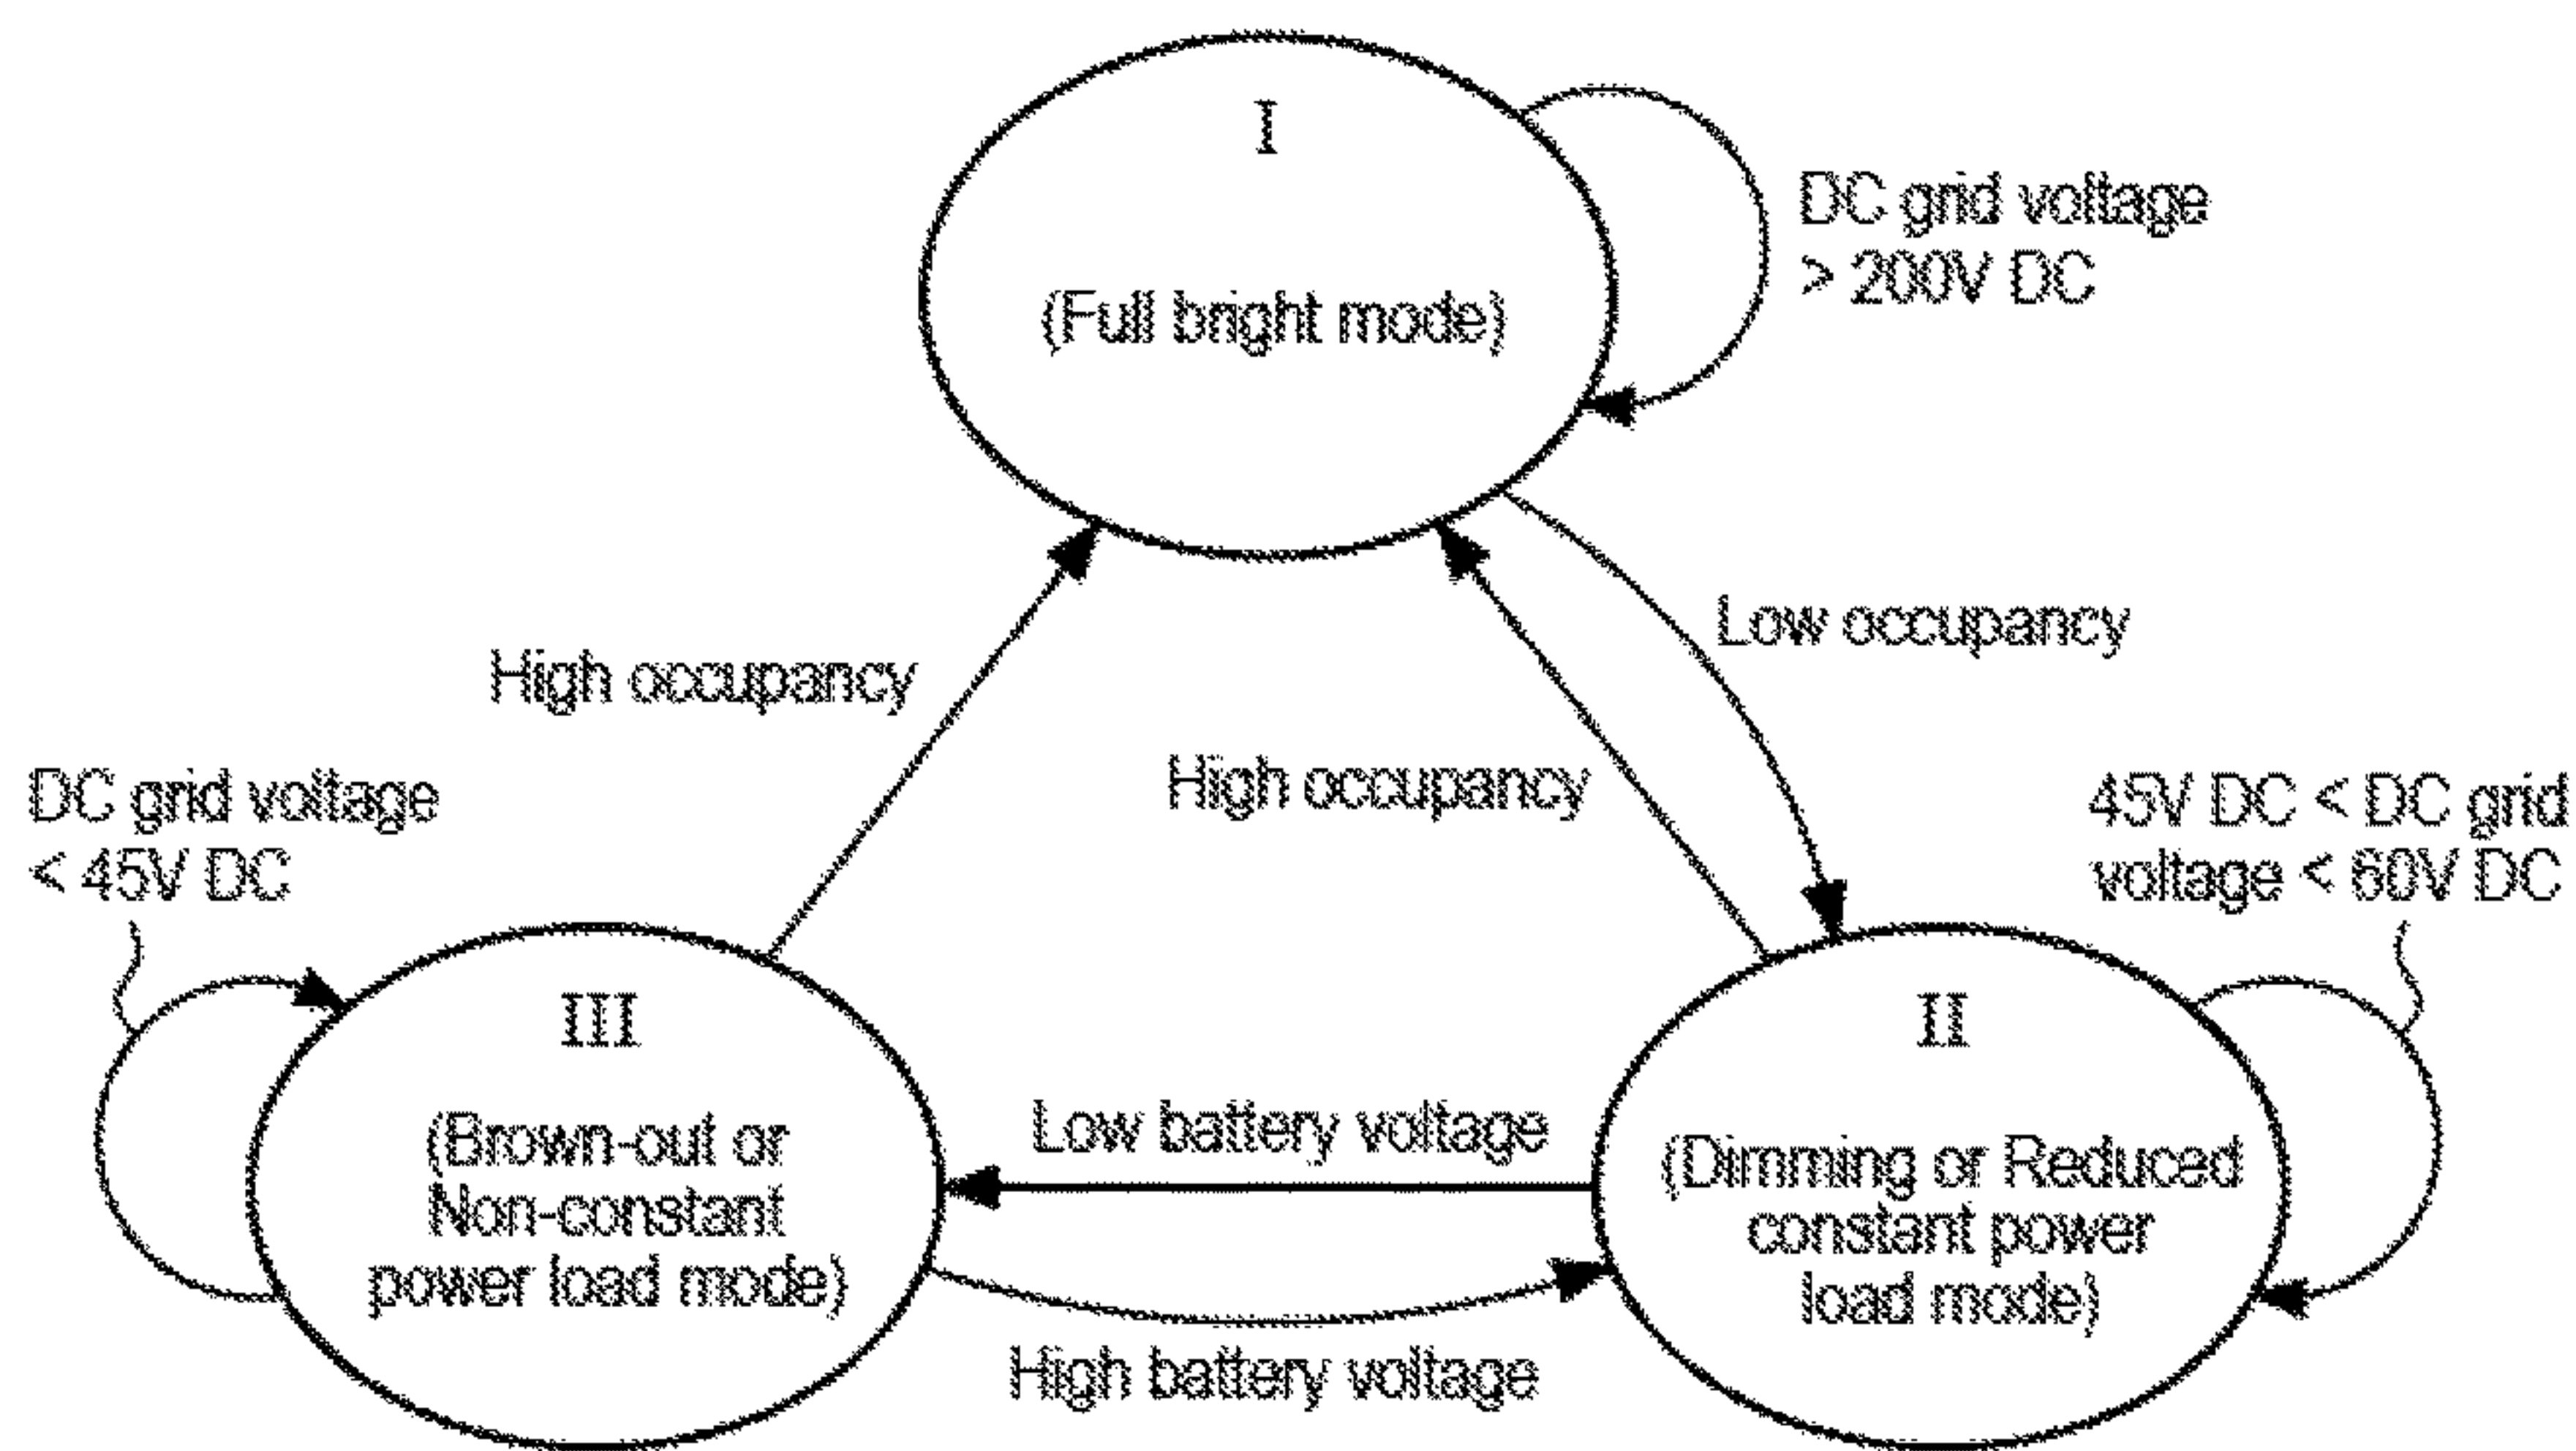 I
(Full bright mode)
DC grid voltage
> 200V DC
Low occupancy
High occupancy
High occupancy
DC grid voltage
< 45V DC
45V DC < DC grid
voltage < 60V DC
III
(Brown-out or
Non-constant
power load mode)
II
(Dimming or Reduced
constant power
load mode)
Low battery voltage
High battery voltage